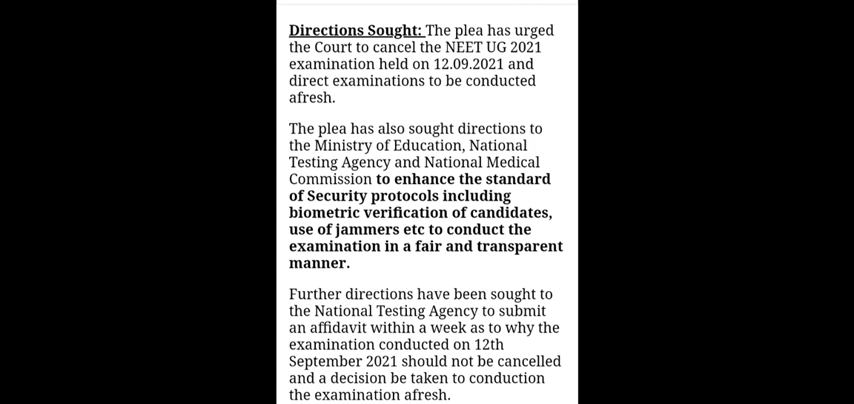 Directions Sought: The plea has urged
the Court to cancel the NEET UG 2021
examination held on 12.09.2021 and
direct examinations to be conducted
afresh.
The plea has also sought directions to
the Ministry of Education, National
Testing Agency and National Medical
Commission to enhance the standard
of Security protocols including
biometric verification of candidates,
use of jammers etc to conduct the
examination in a fair and transparent
manner.
Further directions have been sought to
the National Testing Agency to submit
an affidavit within a week as to why the
examination conducted on 12th
September 2021 should not be cancelled
and a decision be taken to conduction
the examination afresh.